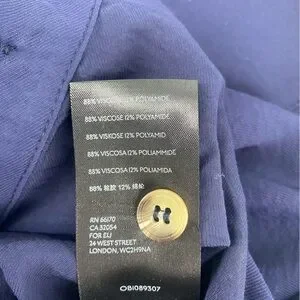 88% VISCOSE 12% POLYAMIDE
88% VISCOSE 12% POLYAMIDE
88% VISKOSE 12% POLYAMID
88% VISCOSA 12% POLIAMMIDE
88% VISCOSA 12% POLIAMIDA
88% 粘胶 12% 锦纶
RN 66170
CA 32054
FOR EU
24 WEST STREET
LONDON, WC2H9NA
OBI089307